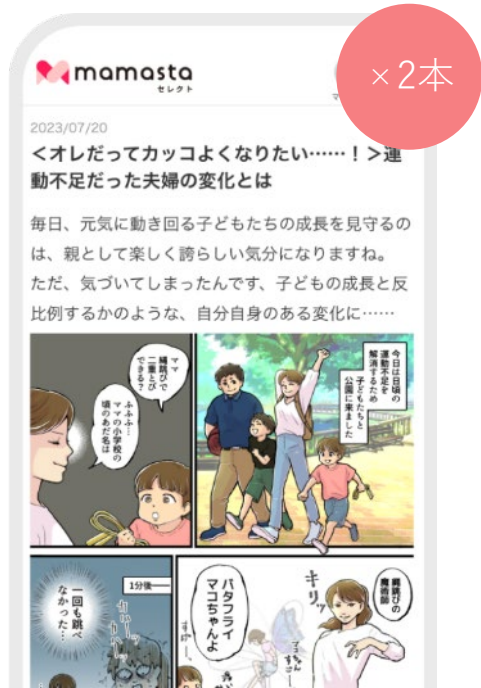 mamasta
セレクト
×2本
2023/07/20
＜オレだってカッコよくなりたい……！＞運
動不足だった夫婦の変化とは
毎日、元気に動き回る子どもたちの成長を見守るの
は、親として楽しく誇らしい気分になりますね。
ただ、気づいてしまったんです、子どもの成長と反
比例するかのような、自分自身のある変化に……
今日は日頃の
運動不足を
解消するため
子どもたちと
公園に来ました
ママ
縄跳びで
二重とび
できる？
ふふふ…
ママの小学校の
頃のあだ名は
縄跳びの
魔術師
キリッ
バタフライ
マコちゃんよ
1分後──
一回も跳べ
なかった…